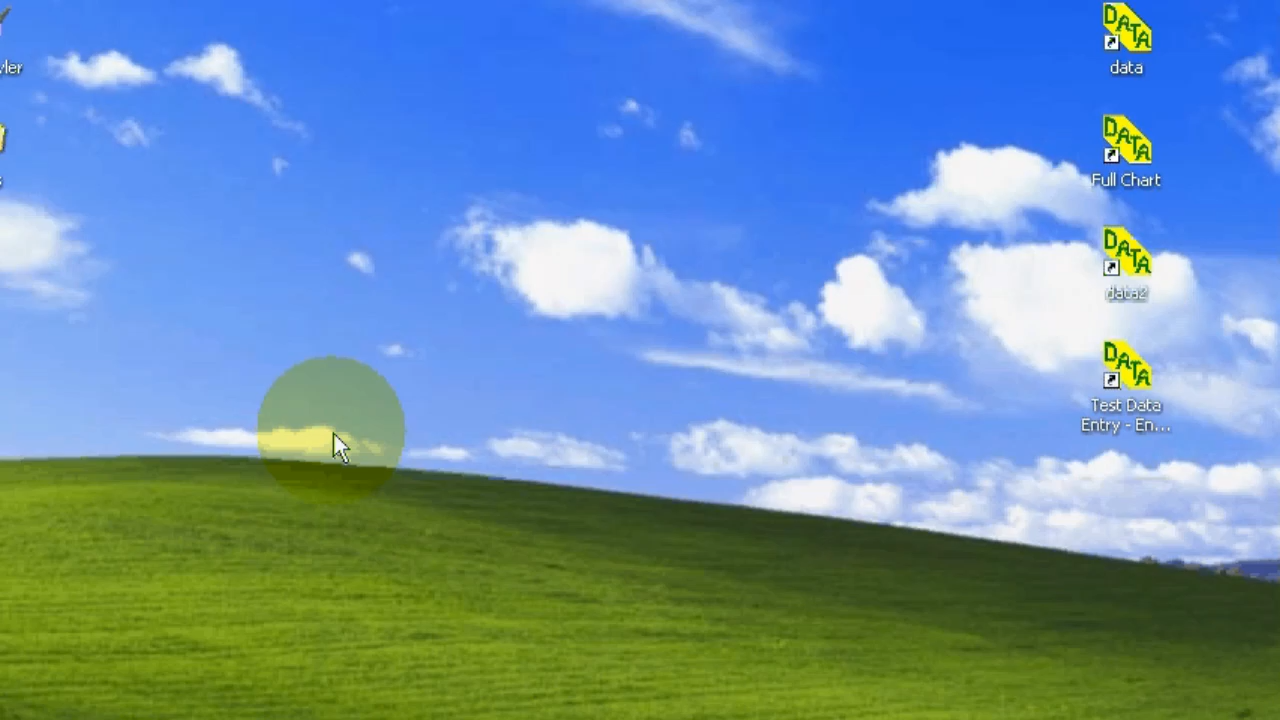 data
Full Chart
data2
Test Data
Entry - En...
DATA
DATA
DATA
DATA